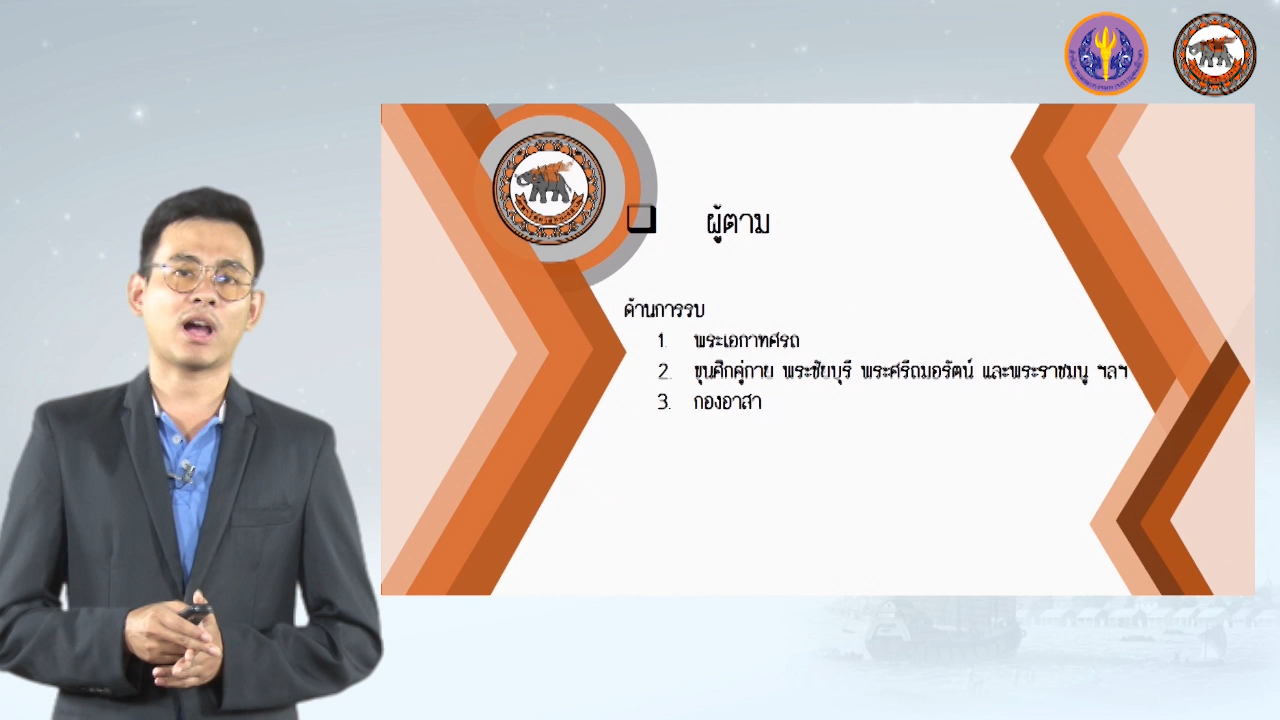 ผู้ตาม
ด้านการรบ
1. พระเอกาทศรถ
2. ขุนศึกคู่กาย พระชัยบุรี พระศรีถมอรัตน์ และพระราชมนู ฯลฯ
3. กองอาสา